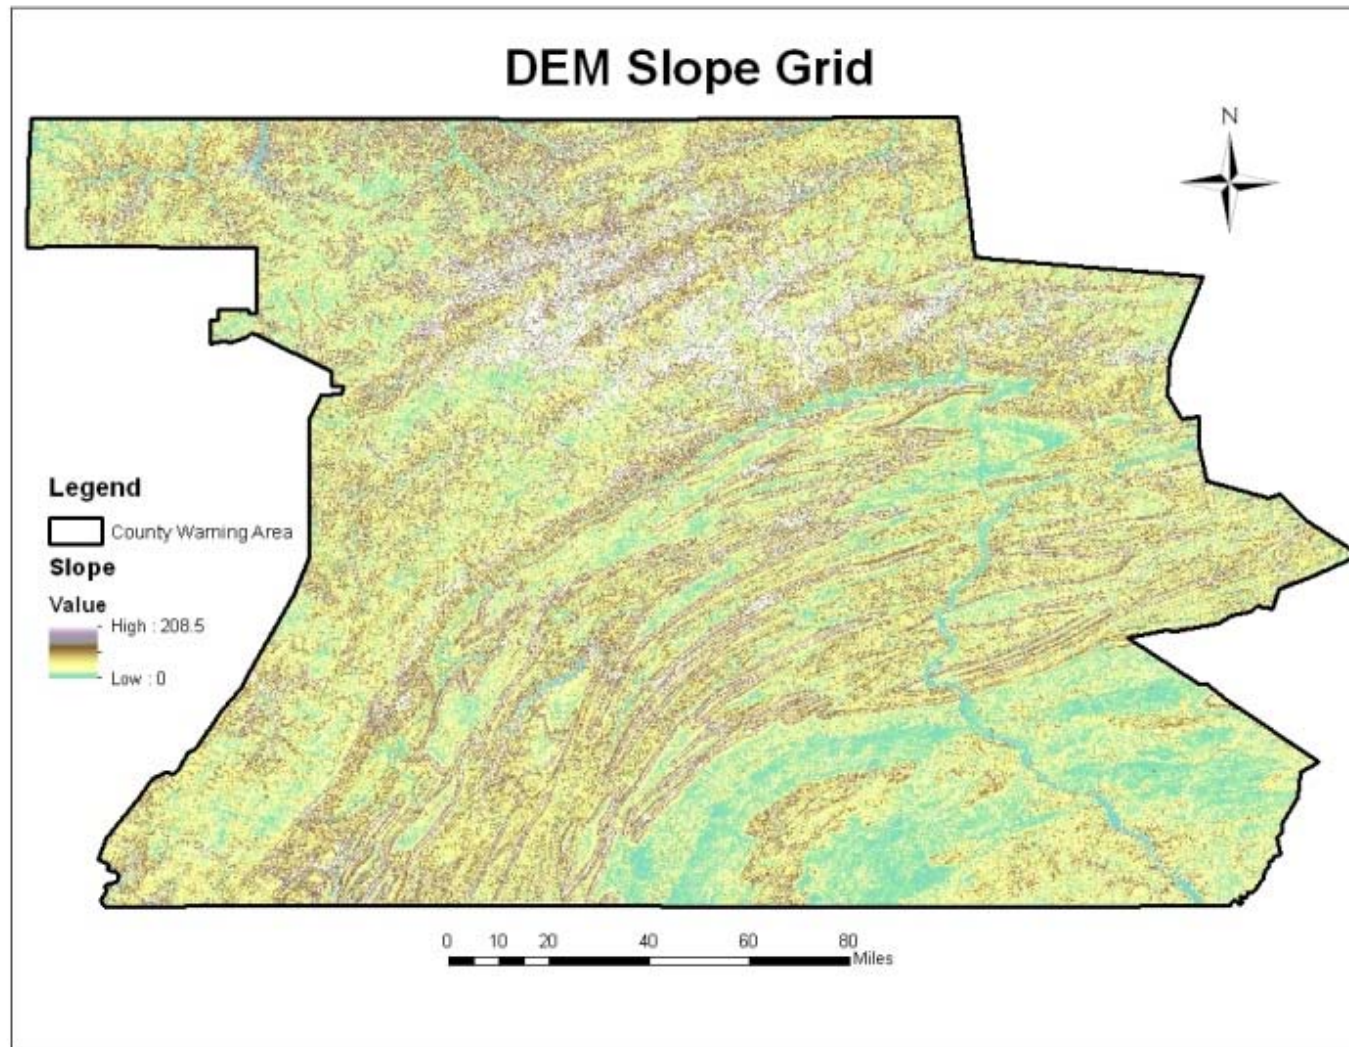 DEM Slope Grid
N
Legend
County Warning Area
Slope
Value
High : 208.5
Low : 0
0 10 20 40 60 80
Miles